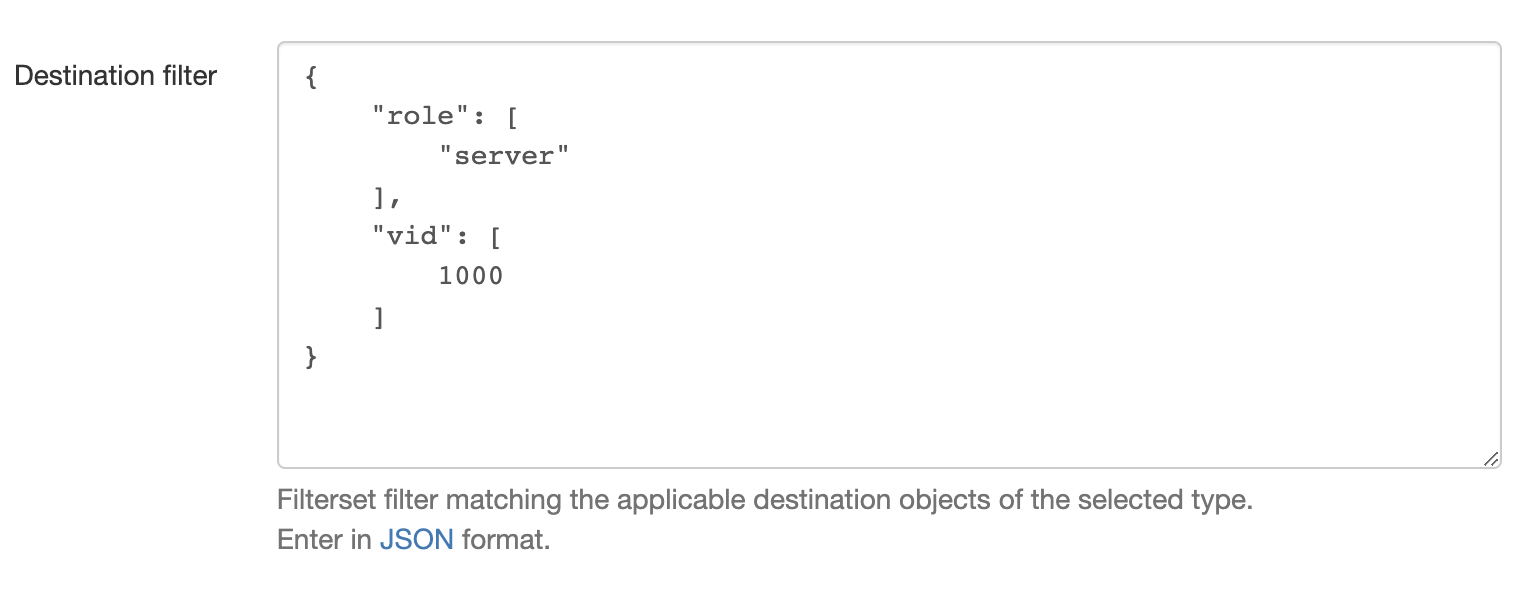 Destination filter
{
    "role": [
        "server"
    ],
    "vid": [
        1000
    ]
}
Filterset filter matching the applicable destination objects of the selected type.
Enter in JSON format.